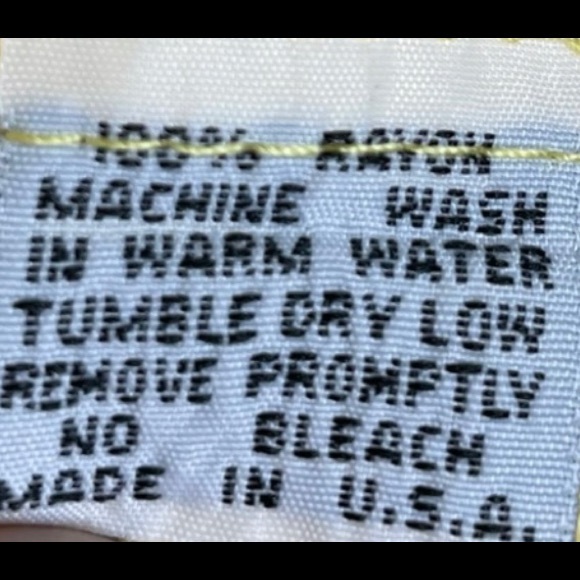 100% RAYON
MACHINE WASH
IN WARM WATER
TUMBLE DRY LOW
REMOVE PROMPTLY
NO BLEACH
MADE IN U.S.A.